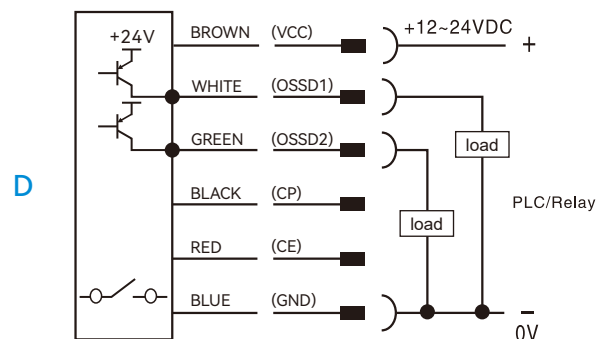 +24V BROWN (VCC) +12~24VDC +
WHITE (OSSD1)
load
GREEN (OSSD2)
D BLACK (CP) PLC/Relay
load
RED (CE)
BLUE (GND) −
0V